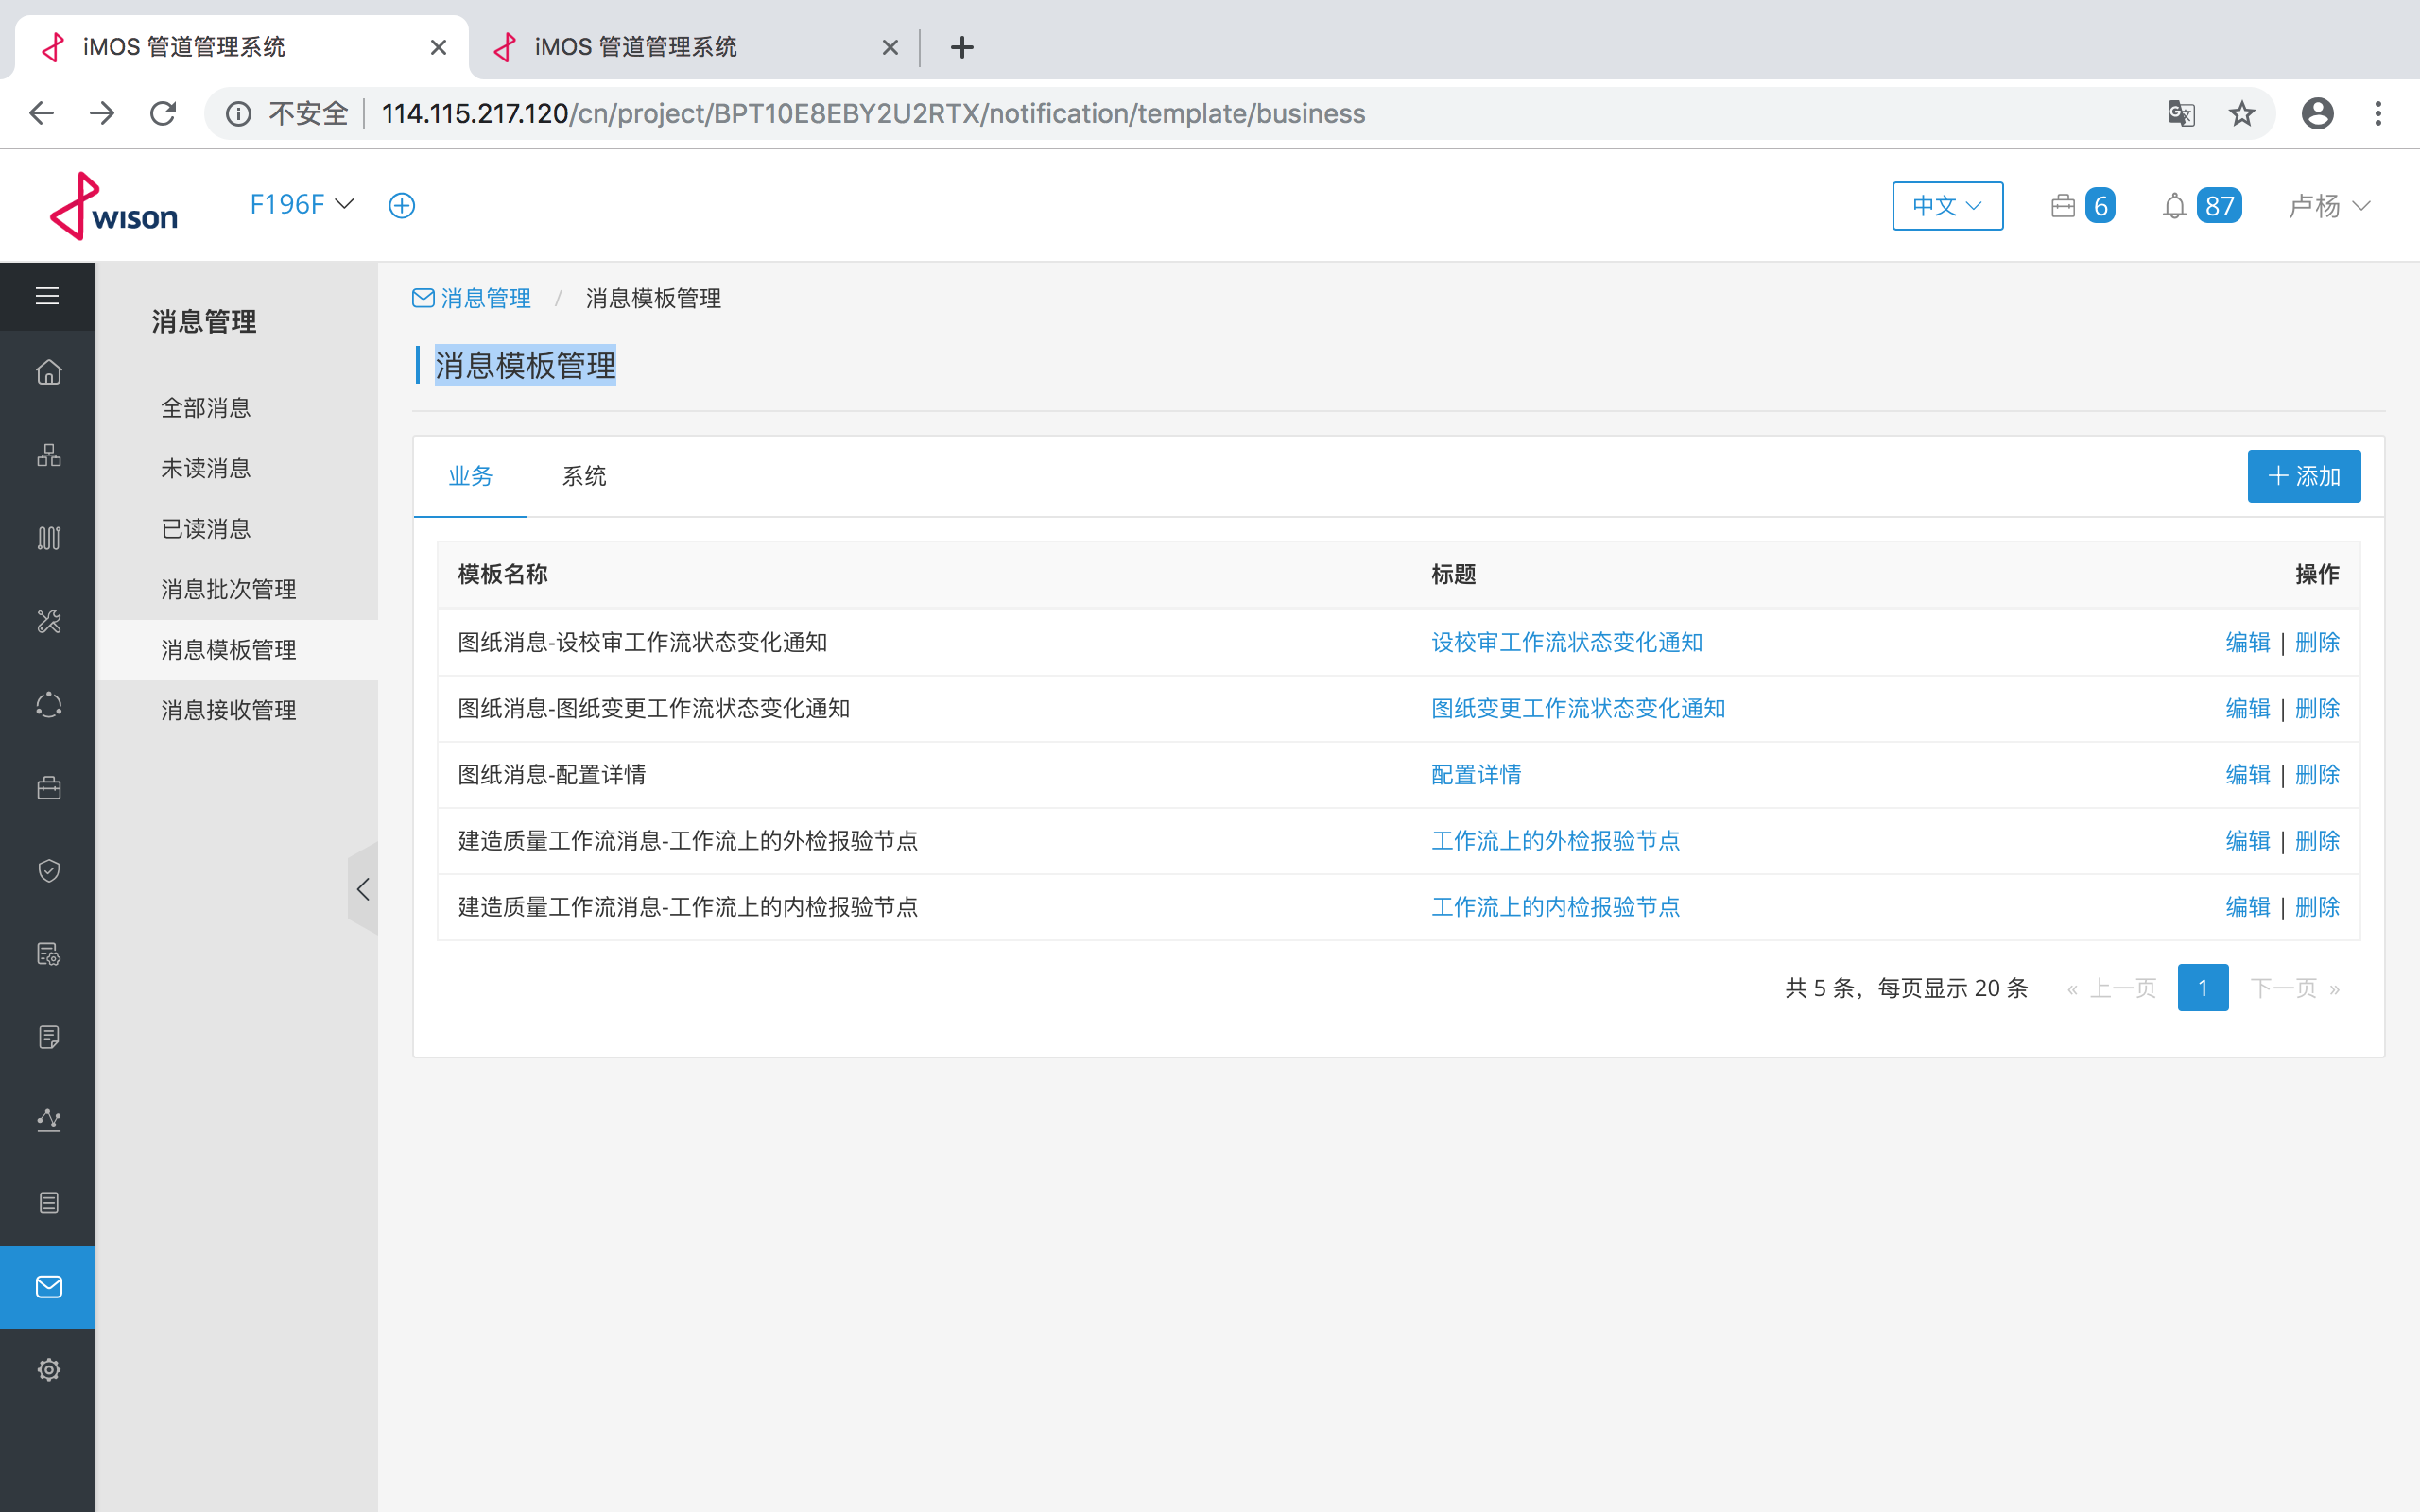 iMOS 管道管理系统
iMOS 管道管理系统
不安全 114.115.217.120/cn/project/BPT10E8EBY2U2RTX/notification/template/business
wison
F196F
中文
6
87
卢杨
消息管理
全部消息
未读消息
已读消息
消息批次管理
消息模板管理
消息接收管理
消息管理 / 消息模板管理
消息模板管理
业务 系统
添加
模板名称 标题 操作
图纸消息-设校审工作流状态变化通知 设校审工作流状态变化通知 编辑 | 删除
图纸消息-图纸变更工作流状态变化通知 图纸变更工作流状态变化通知 编辑 | 删除
图纸消息-配置详情 配置详情 编辑 | 删除
建造质量工作流消息-工作流上的外检报验节点 工作流上的外检报验节点 编辑 | 删除
建造质量工作流消息-工作流上的内检报验节点 工作流上的内检报验节点 编辑 | 删除
共 5 条，每页显示 20 条 « 上一页 1 下一页 »